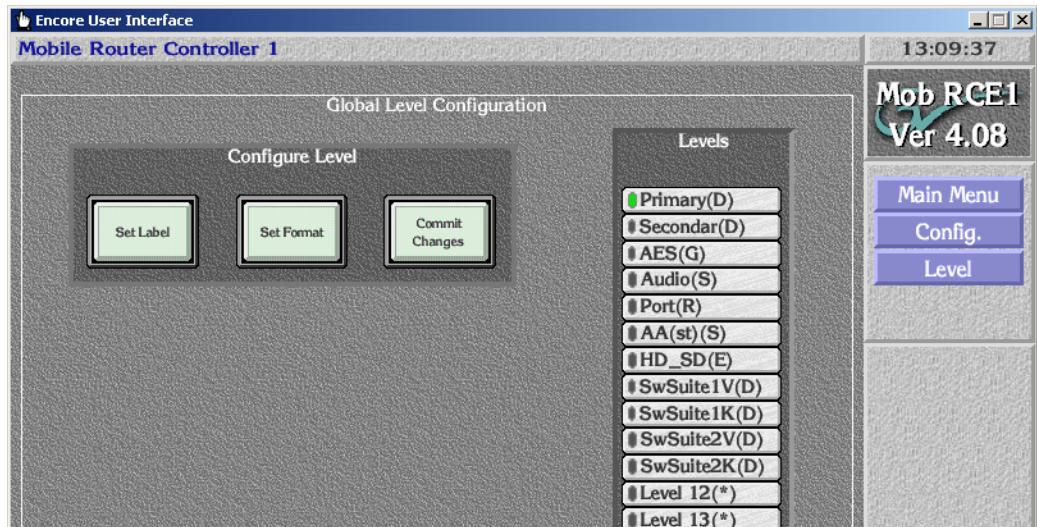 Encore User Interface
Mobile Router Controller 1
13:09:37
Mob RCE1
Ver 4.08
Main Menu
Config.
Level
Global Level Configuration
Configure Level
Set Label
Set Format
Commit
Changes
Levels
Primary(D)
Secondar(D)
AES(G)
Audio(S)
Port(R)
AA(st)(S)
HD_SD(E)
SwSuite1V(D)
SwSuite1K(D)
SwSuite2V(D)
SwSuite2K(D)
Level 12(*)
Level 13(*)